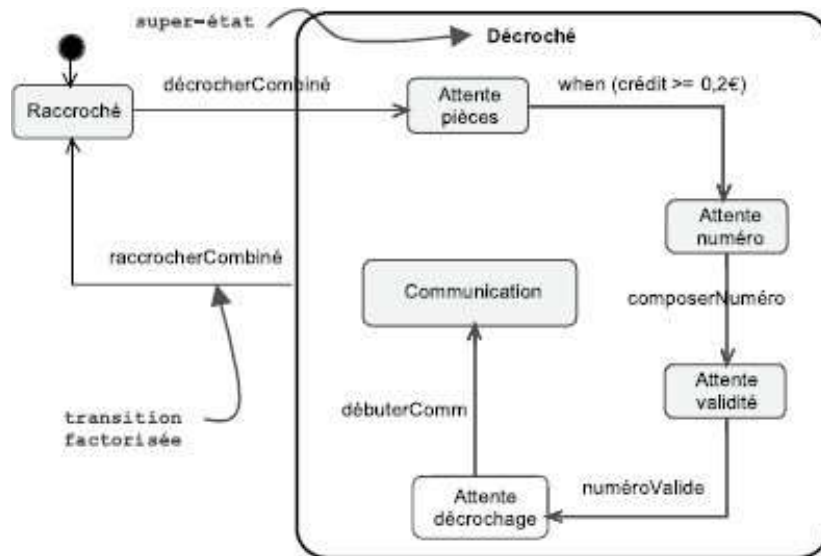 super-état
Décroché
décrocherCombiné
Attente
pièces
when (crédit >= 0,2€)
Raccroché
Attente
numéro
raccrocherCombiné
Communication
composerNuméro
Attente
validité
débuterComm
transition
factorisée
numéroValide
Attente
décrochage